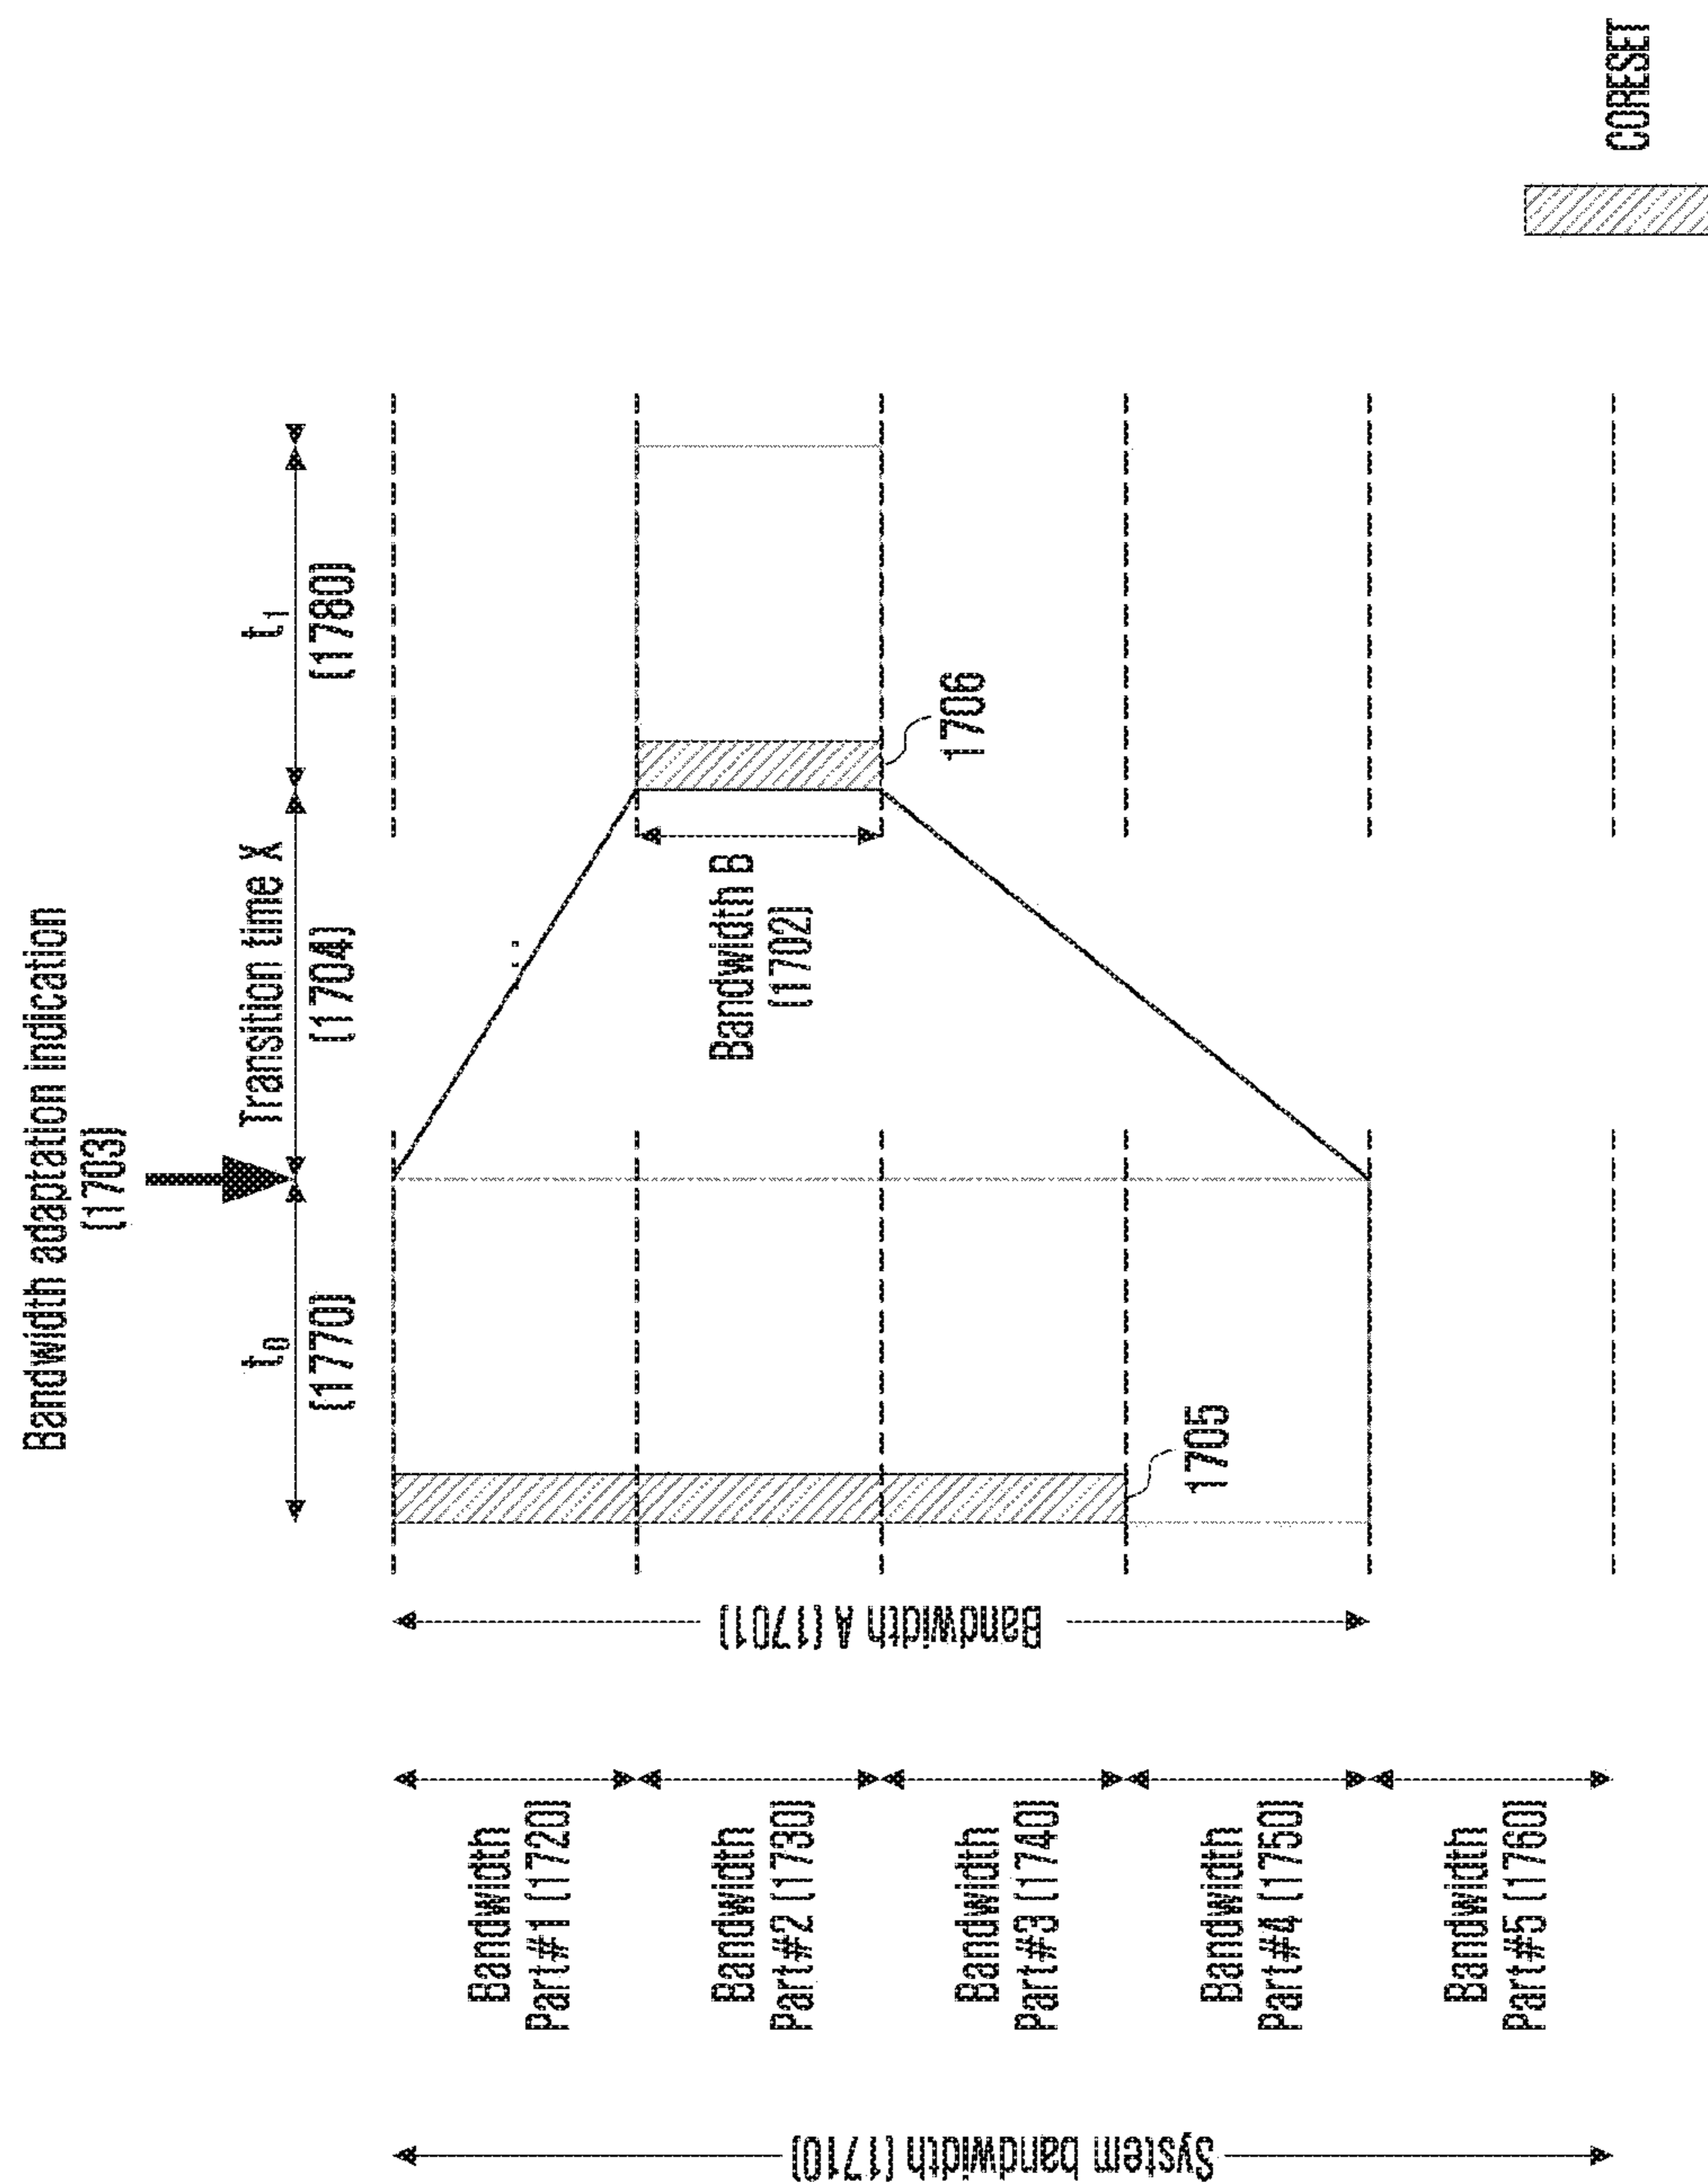 Bandwidth adaptation indication
(1703)
t0
(1770)
Transition time X
(1704)
t1
(1780)
System bandwidth (1710)
Bandwidth
Part#1 (1720)
Bandwidth
Part#2 (1730)
Bandwidth
Part#3 (1740)
Bandwidth
Part#4 (1750)
Bandwidth
Part#5 (1760)
Bandwidth A (1701)
1705
Bandwidth B
(1702)
1706
CORESET